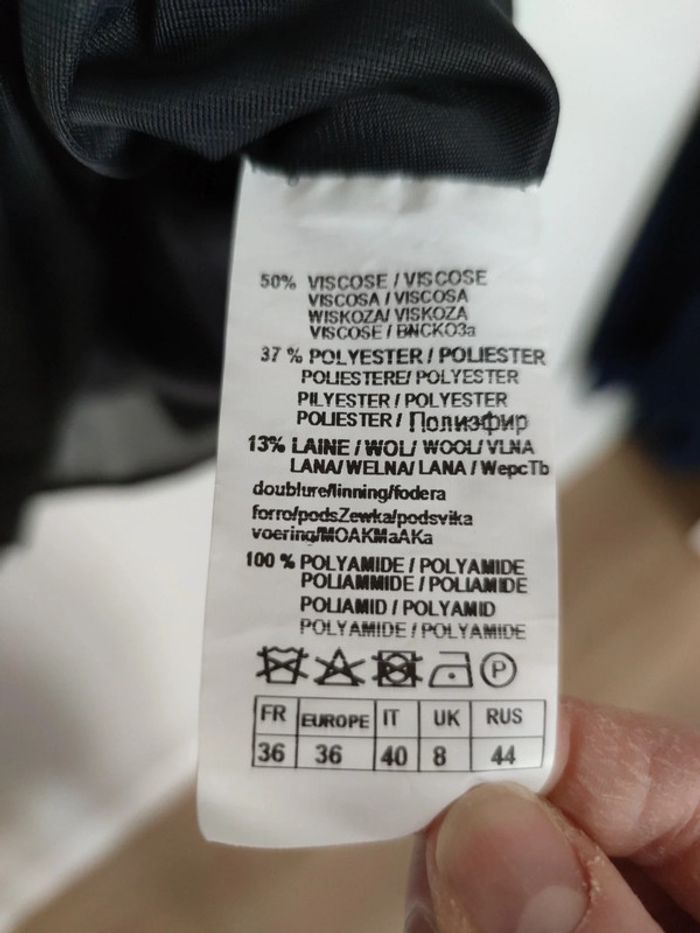 50% VISCOSE / VISCOSE
VISCOSA / VISCOSA
WISKOZA/ VISKOZA
VISCOSE / BNCKO3a
37 % POLYESTER / POLIESTER
POLIESTERE/ POLYESTER
PILYESTER / POLYESTER
POLIESTER / Полиэфир
13% LAINE / WOL/ WOOL/ VLNA
LANA/ WELNA/ LANA / WepcTb
doublure/linning/fodera
forro/podsZewka/podsvika
voering/MOAKMaAKa
100 % POLYAMIDE / POLYAMIDE
POLIAMMIDE / POLIAMIDE
POLIAMID / POLYAMID
POLYAMIDE / POLYAMIDE
P
FR EUROPE IT UK RUS
36 36 40 8 44